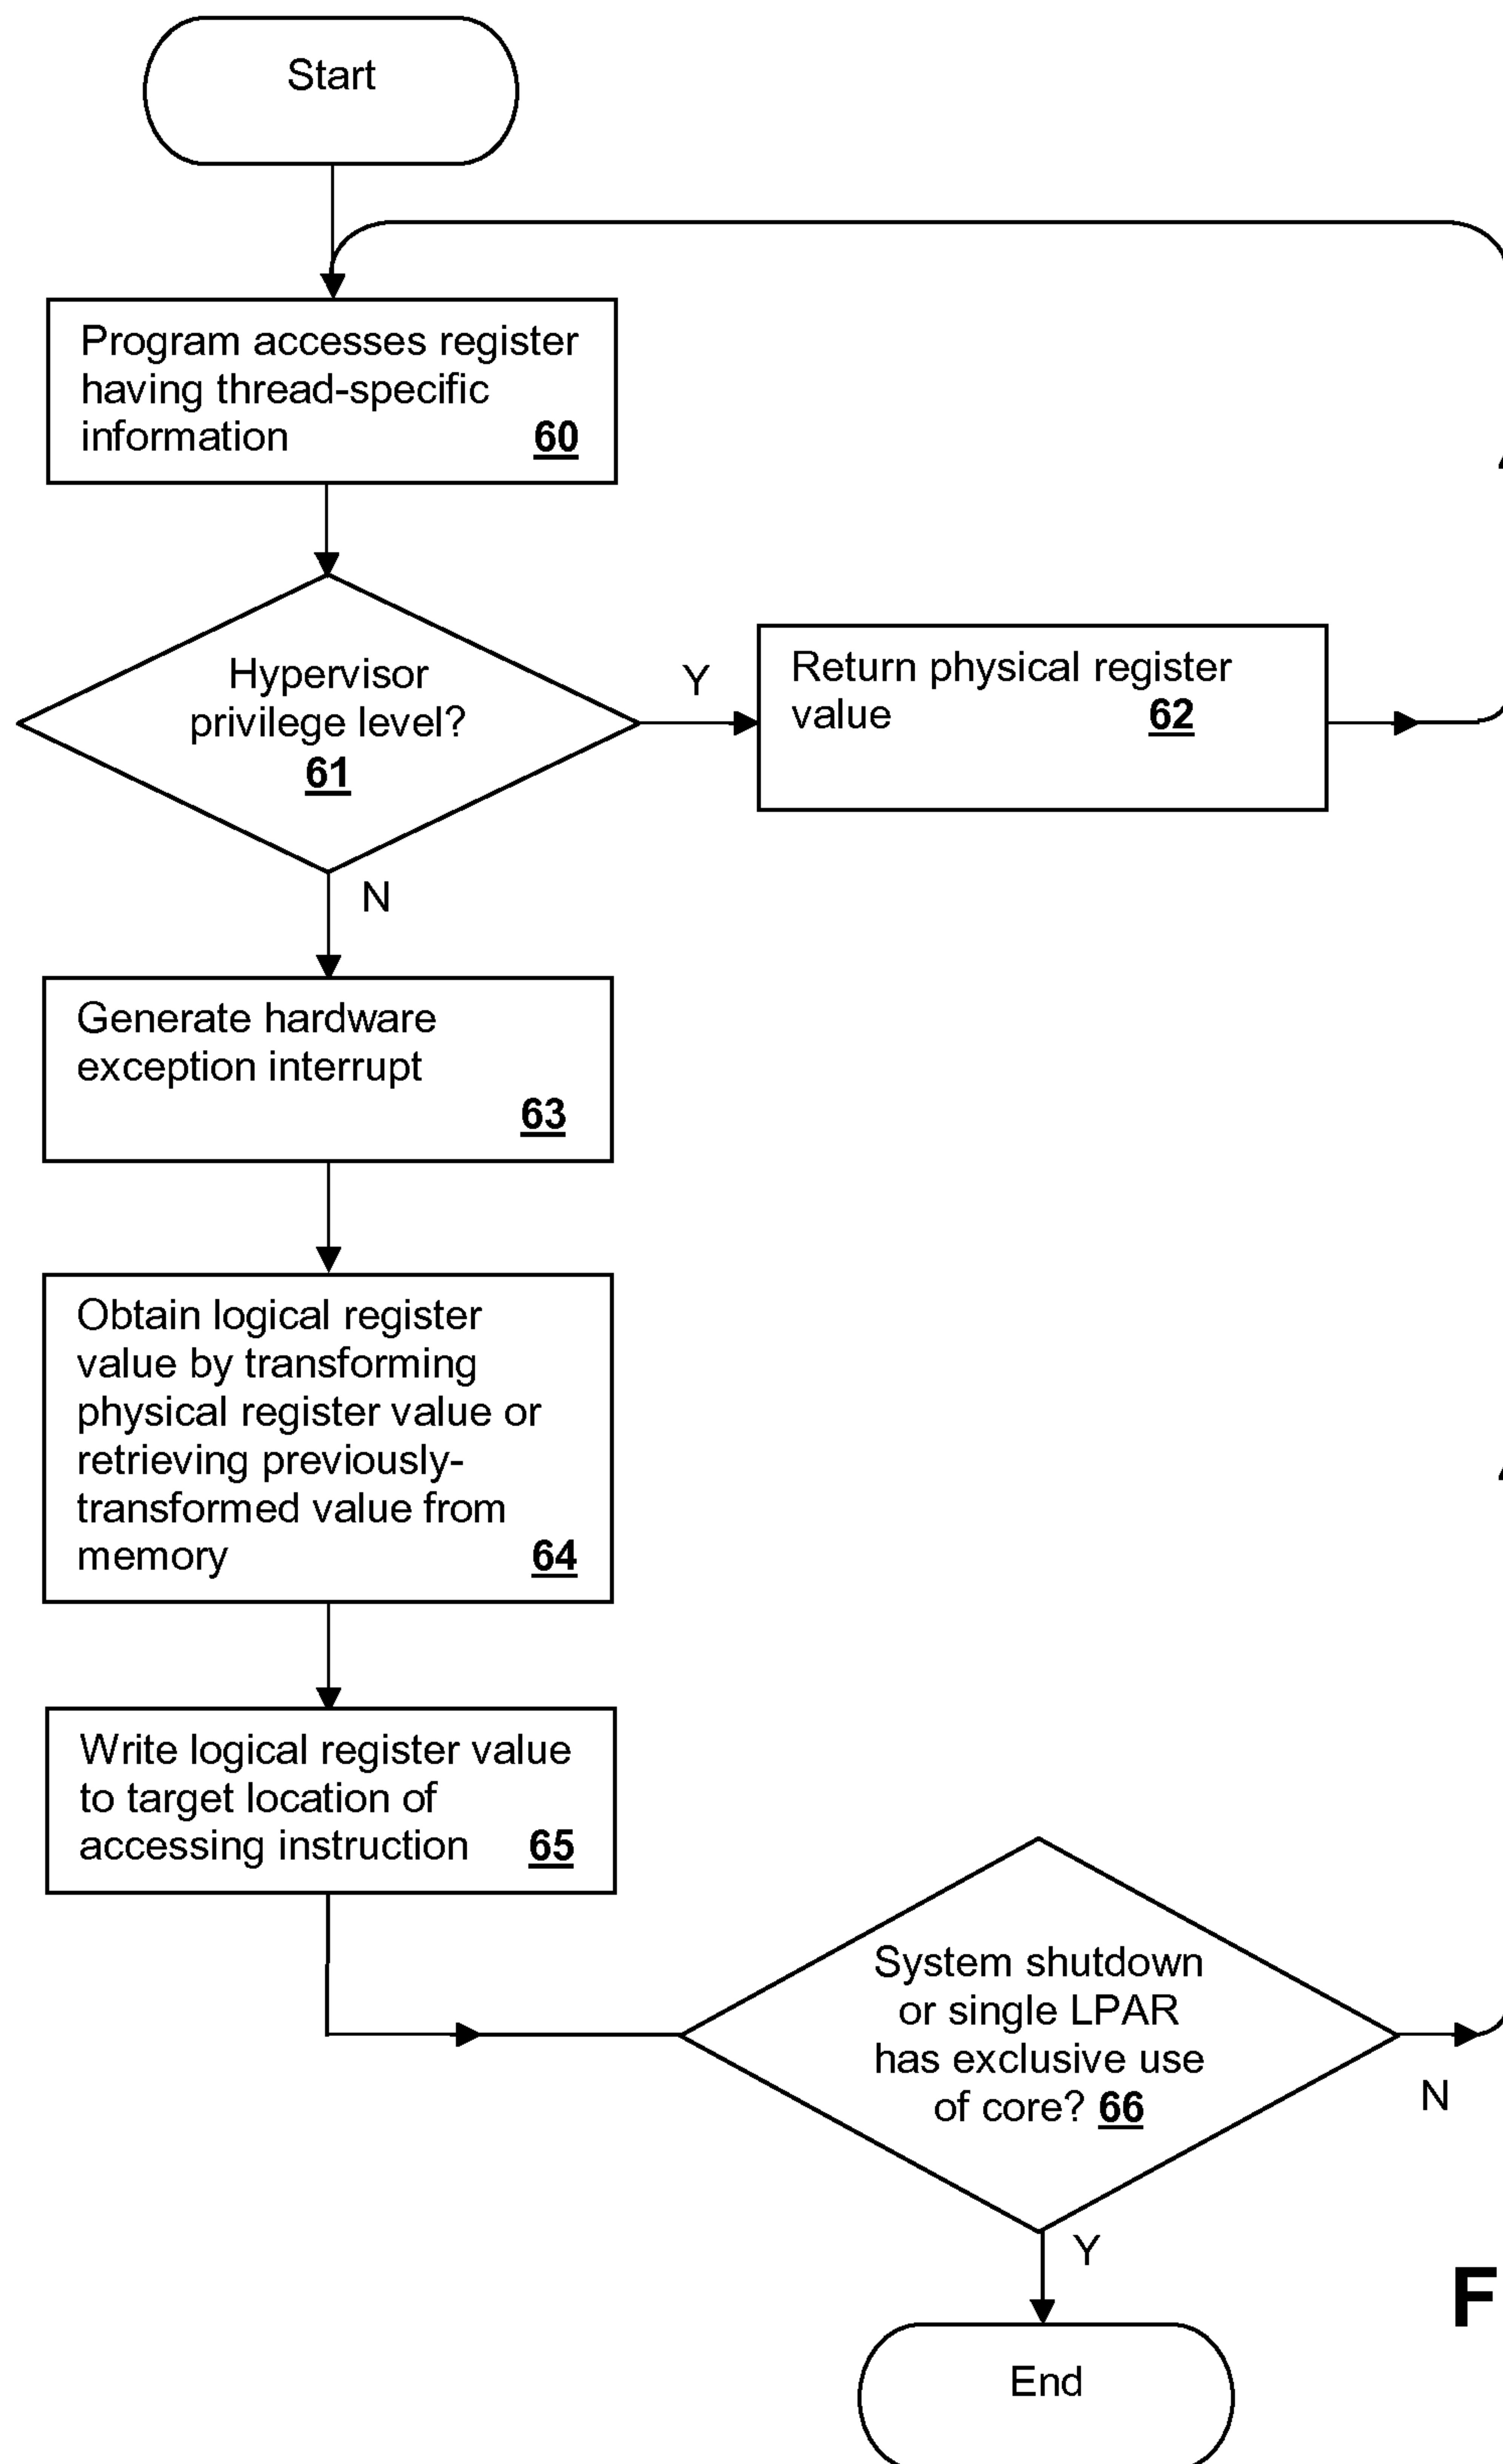 Start
Program accesses register
having thread-specific
information 60
Hypervisor
privilege level?
61
Y
Return physical register
value 62
N
Generate hardware
exception interrupt
63
Obtain logical register
value by transforming
physical register value or
retrieving previously-
transformed value from
memory 64
Write logical register value
to target location of
accessing instruction 65
System shutdown
or single LPAR
has exclusive use
of core? 66
N
Y
F
End